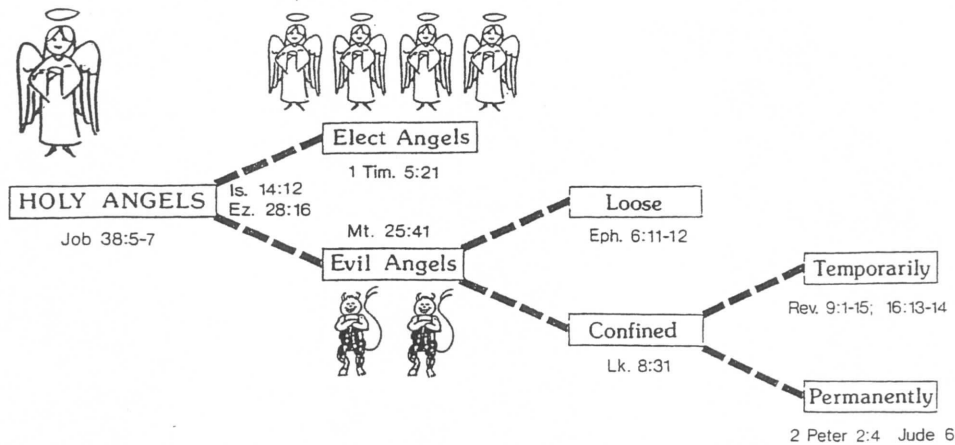 Elect Angels
1 Tim. 5:21
HOLY ANGELS
Job 38:5-7
Is. 14:12
Ez. 28:16
Mt. 25:41
Evil Angels
Loose
Eph. 6:11-12
Confined
Lk. 8:31
Temporarily
Rev. 9:1-15; 16:13-14
Permanently
2 Peter 2:4 Jude 6